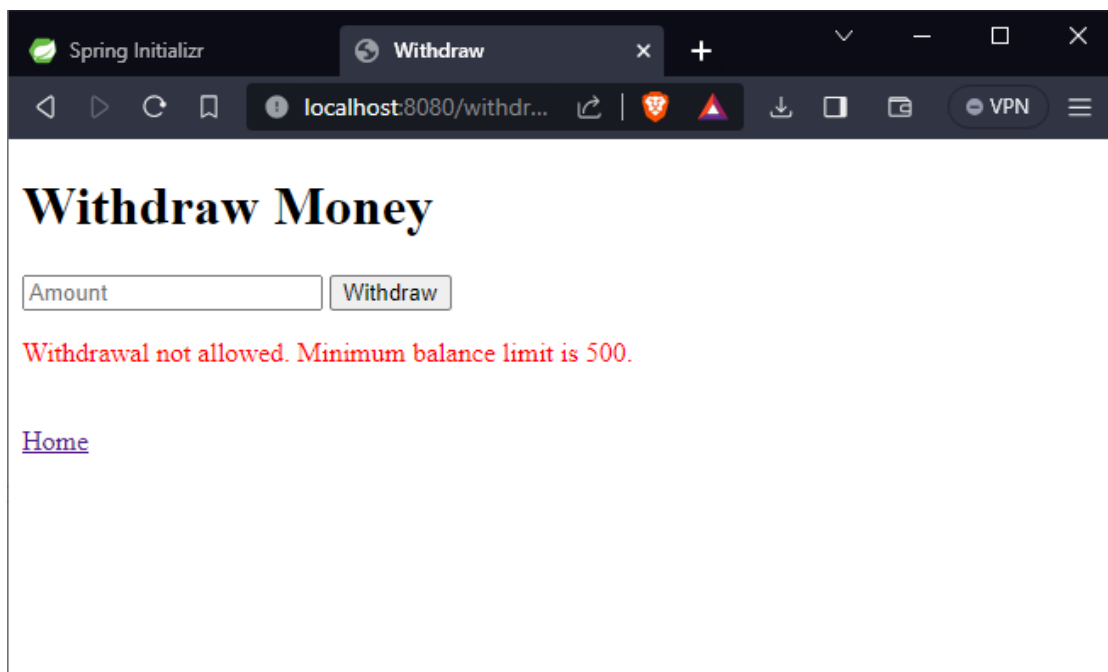 Spring Initializr
Withdraw
localhost:8080/withdr...
VPN
Withdraw Money
Amount
Withdraw
Withdrawal not allowed. Minimum balance limit is 500.
Home